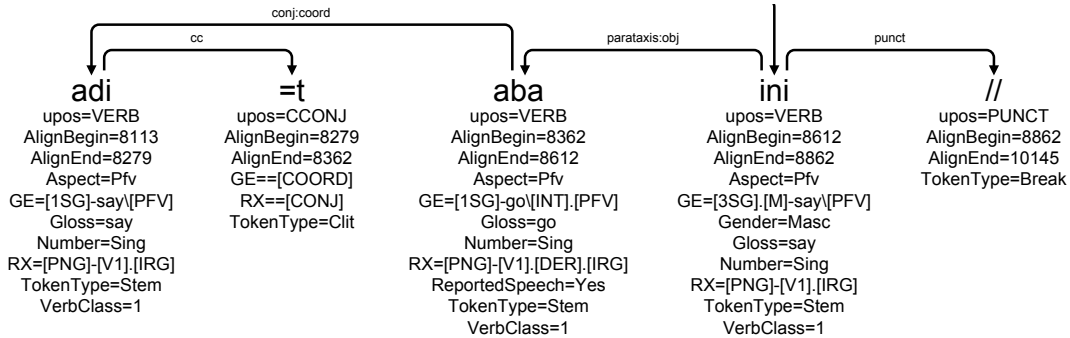 conj:coord
cc parataxis:obj punct
adi =t aba ini //
upos=VERB upos=CCONJ upos=VERB upos=VERB upos=PUNCT
AlignBegin=8113 AlignBegin=8279 AlignBegin=8362 AlignBegin=8612 AlignBegin=8862
AlignEnd=8279 AlignEnd=8362 AlignEnd=8612 AlignEnd=8862 AlignEnd=10145
Aspect=Pfv GE==[COORD] Aspect=Pfv Aspect=Pfv TokenType=Break
GE=[1SG]-say\[PFV] RX==[CONJ] GE=[1SG]-go\[INT].[PFV] GE=[3SG].[M]-say\[PFV]
Gloss=say TokenType=Clit Gloss=go Gender=Masc
Number=Sing Number=Sing Gloss=say
RX=[PNG]-[V1].[IRG] RX=[PNG]-[V1].[DER].[IRG] Number=Sing
TokenType=Stem ReportedSpeech=Yes RX=[PNG]-[V1].[IRG]
VerbClass=1 TokenType=Stem TokenType=Stem
VerbClass=1 VerbClass=1